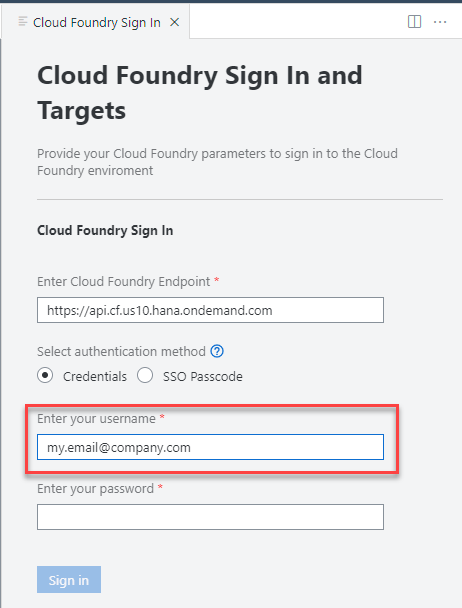 Cloud Foundry Sign In
Cloud Foundry Sign In and
Targets
Provide your Cloud Foundry parameters to sign in to the Cloud
Foundry enviroment
Cloud Foundry Sign In
Enter Cloud Foundry Endpoint *
https://api.cf.us10.hana.ondemand.com
Select authentication method ?
Credentials SSO Passcode
Enter your username *
my.email@company.com
Enter your password *
Sign in